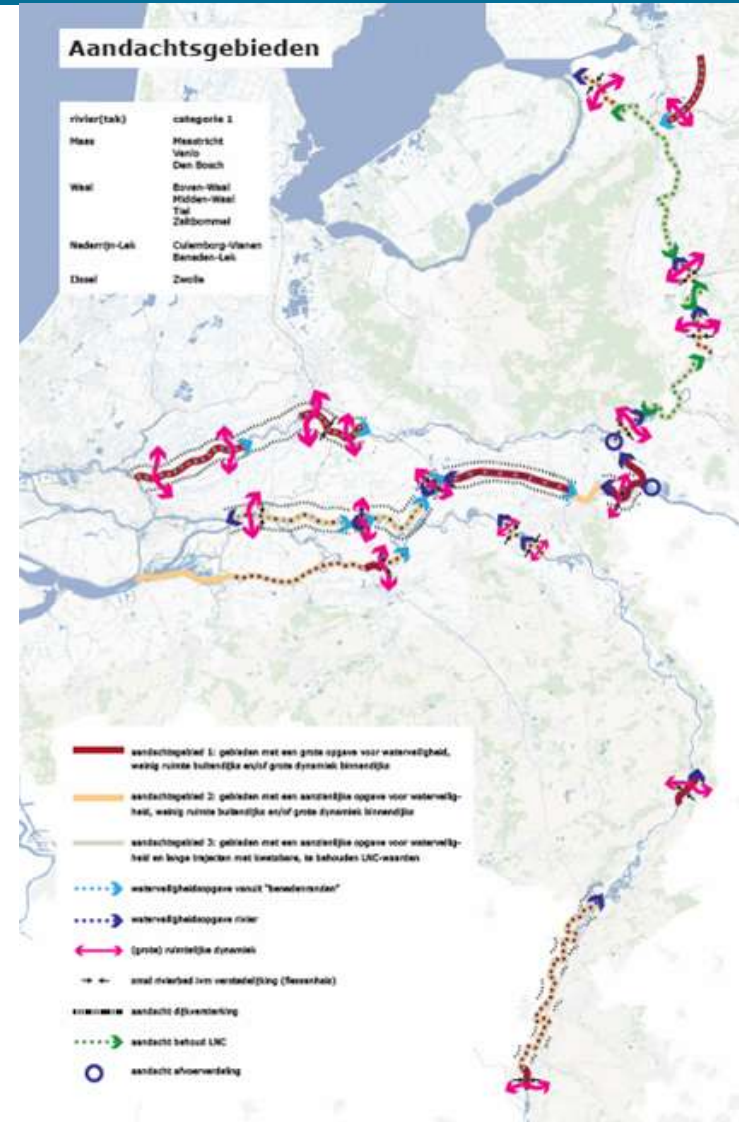 Aandachtsgebieden
rivier(tak) categorie 1
Maas Maastricht
Venlo
Den Bosch
Waal Boven-Waal
Midden-Waal
Tiel
Zaltbommel
Nederrijn-Lek Culemborg-Vianen
Beneden-Lek
IJssel Zwolle
aandachtsgebied 1: gebieden met een grote opgave voor waterveiligheid,
weinig ruimte buitendijks en/of grote dynamiek binnendijks
aandachtsgebied 2: gebieden met een aanzienlijke opgave voor waterveilig-
heid, weinig ruimte buitendijks en/of grote dynamiek binnendijks
aandachtsgebied 3: gebieden met een aanzienlijke opgave voor waterveilig-
heid en lange trajecten met kwetsbare, te behouden LNC-waarden
waterveiligheidsopgave vanuit "benedenranden"
waterveiligheidsopgave rivier
(grote) ruimtelijke dynamiek
smal rivierbed ivm verstedelijking (flessenhals)
aandacht dijkversterking
aandacht behoud LNC
aandacht afvoerverdeling